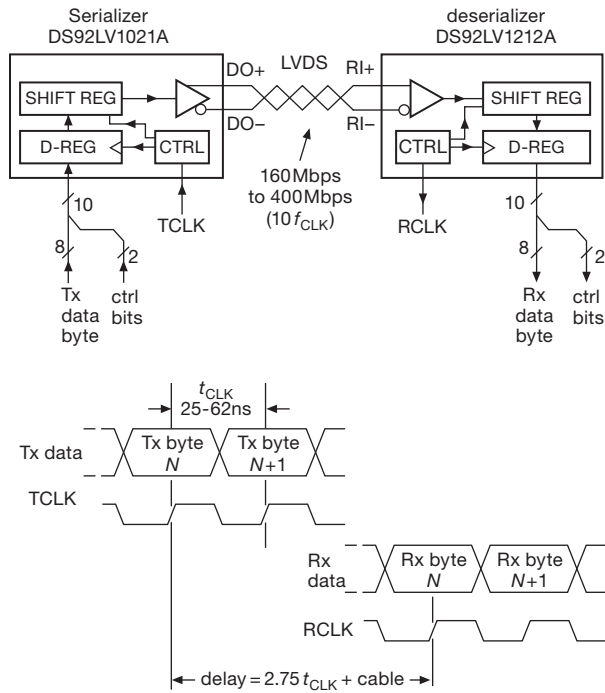 Serializer
DS92LV1021A
deserializer
DS92LV1212A
DO+
LVDS
RI+
SHIFT REG
SHIFT REG
DO−
RI−
D-REG
CTRL
CTRL
D-REG
160Mbps
to 400Mbps
(10 fCLK)
10
TCLK
RCLK
10
8
2
8
2
Tx
data
byte
ctrl
bits
Rx
data
byte
ctrl
bits
tCLK
25-62ns
Tx data
Tx byte
N
Tx byte
N+1
TCLK
Rx
data
Rx byte
N
Rx byte
N+1
RCLK
delay = 2.75 tCLK + cable